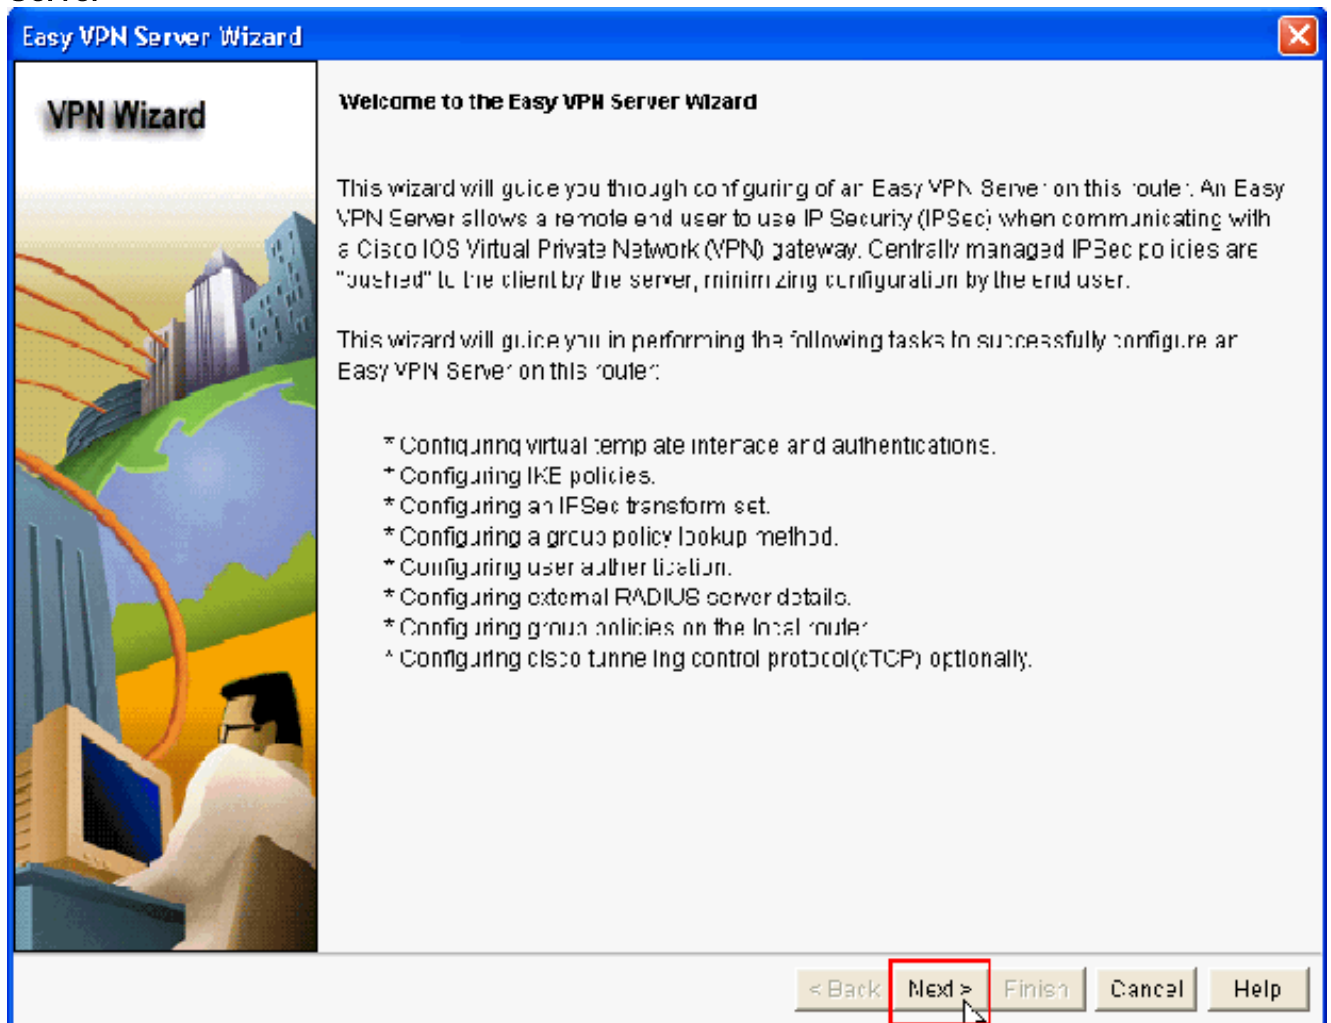 Easy VPN Server Wizard
VPN Wizard
Welcome to the Easy VPN Server Wizard
This wizard will guide you through configuring of an Easy VPN Server on this router. An Easy
VPN Server allows a remote end user to use IP Security (IPSec) when communicating with
a Cisco IOS Virtual Private Network (VPN) gateway. Centrally managed IPSec policies are
"pushed" to the client by the server, minimizing configuration by the end user.
This wizard will guide you in performing the following tasks to successfully configure an
Easy VPN Server on this router:
* Configuring virtual template interface and authentications.
* Configuring IKE policies.
* Configuring an IPSec transform set.
* Configuring a group policy lookup method.
* Configuring user authentication.
* Configuring external RADIUS server details.
* Configuring group policies on the local router
* Configuring cisco tunneling control protocol(cTCP) optionally.
< Back Next > Finish Cancel Help